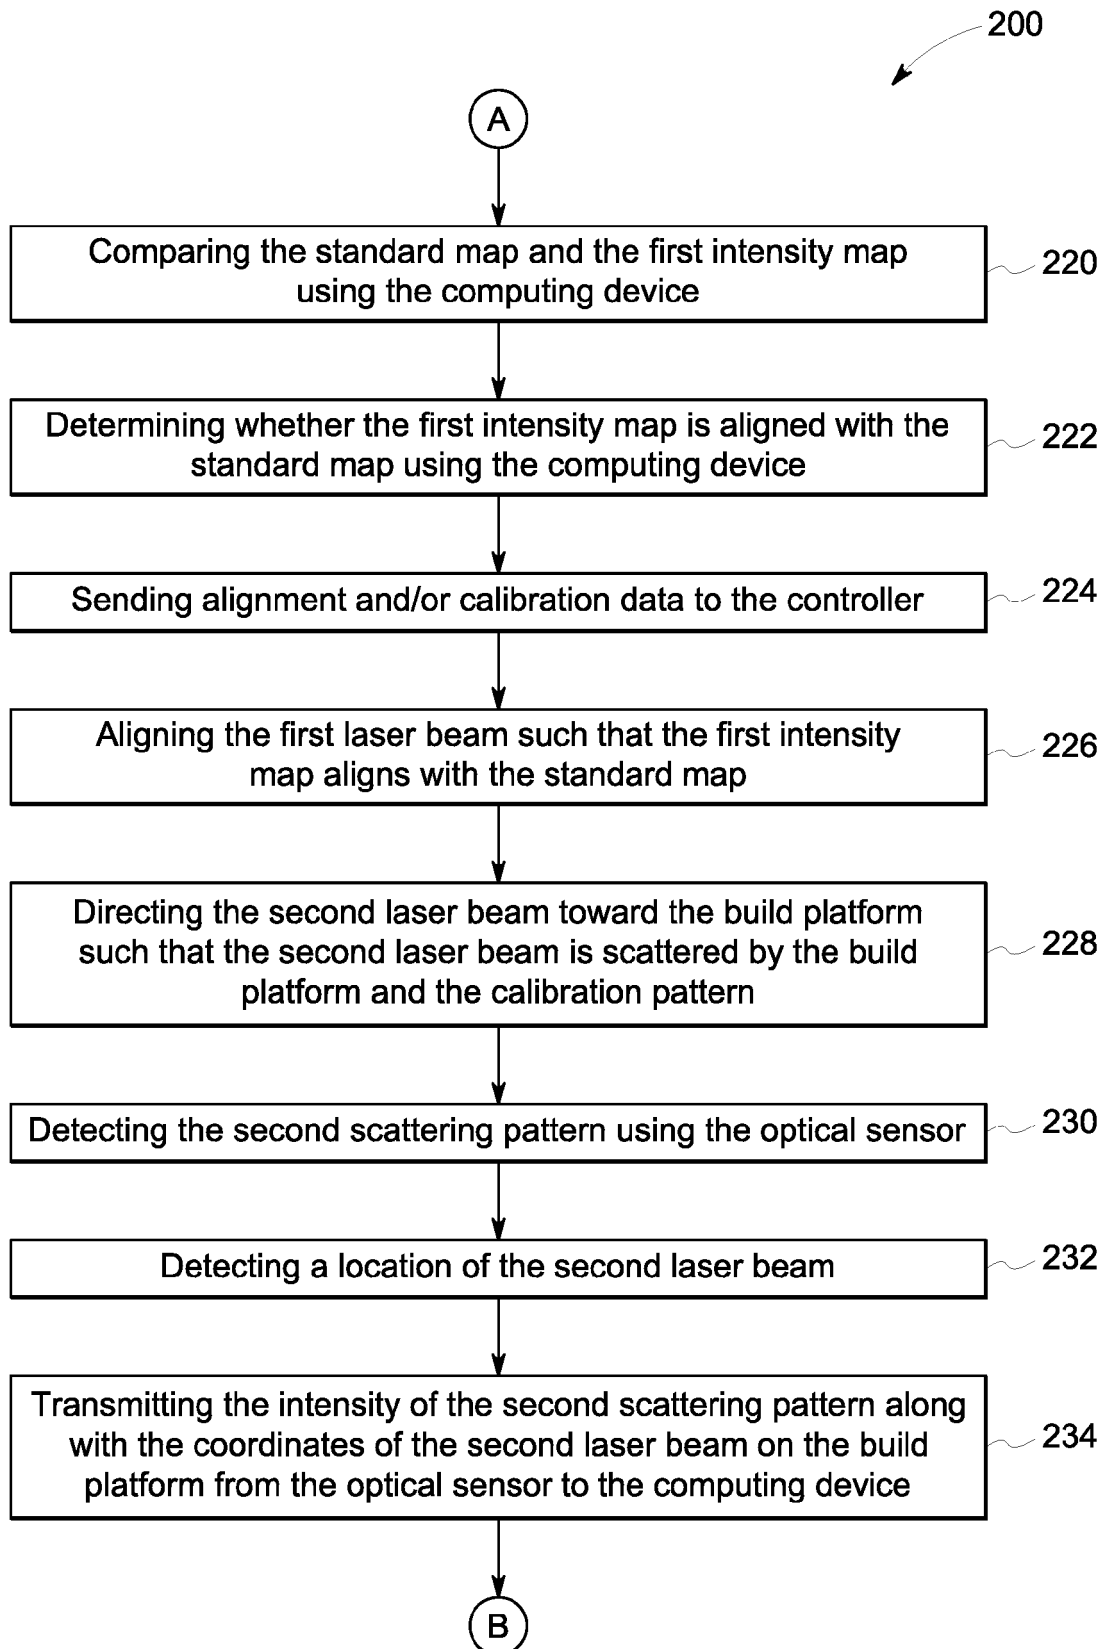 200
A
Comparing the standard map and the first intensity map
using the computing device
220
Determining whether the first intensity map is aligned with the
standard map using the computing device
222
Sending alignment and/or calibration data to the controller
224
Aligning the first laser beam such that the first intensity
map aligns with the standard map
226
Directing the second laser beam toward the build platform
such that the second laser beam is scattered by the build
platform and the calibration pattern
228
Detecting the second scattering pattern using the optical sensor
230
Detecting a location of the second laser beam
232
Transmitting the intensity of the second scattering pattern along
with the coordinates of the second laser beam on the build
platform from the optical sensor to the computing device
234
B